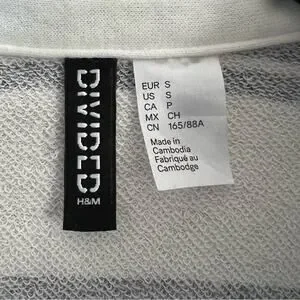 DIVIDED
H&M
EUR S
US S
CA P
MX CH
CN 165/88A
Made in
Cambodia
Fabriqué au
Cambodge